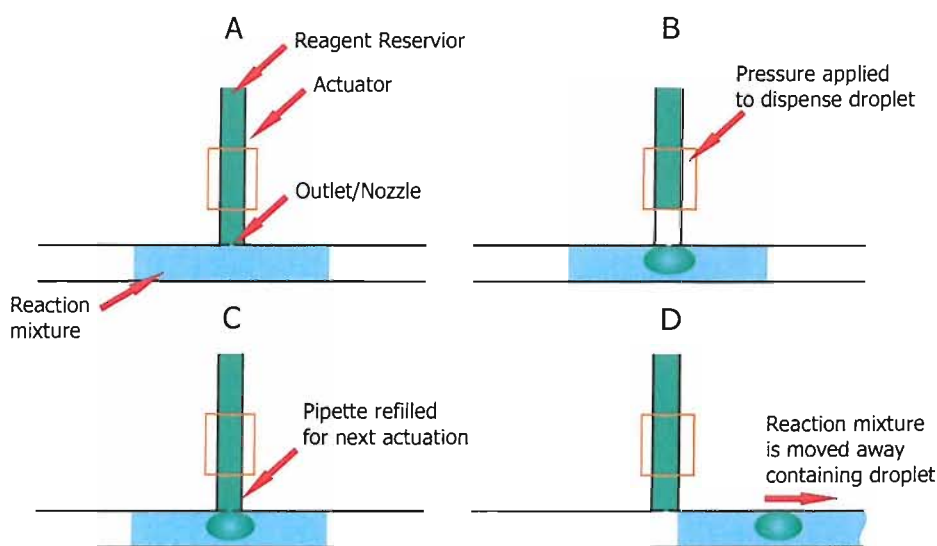 A
Reagent Reservior
Actuator
Outlet/Nozzle
Reaction
mixture
B
Pressure applied
to dispense droplet
C
Pipette refilled
for next actuation
D
Reaction mixture
is moved away
containing droplet